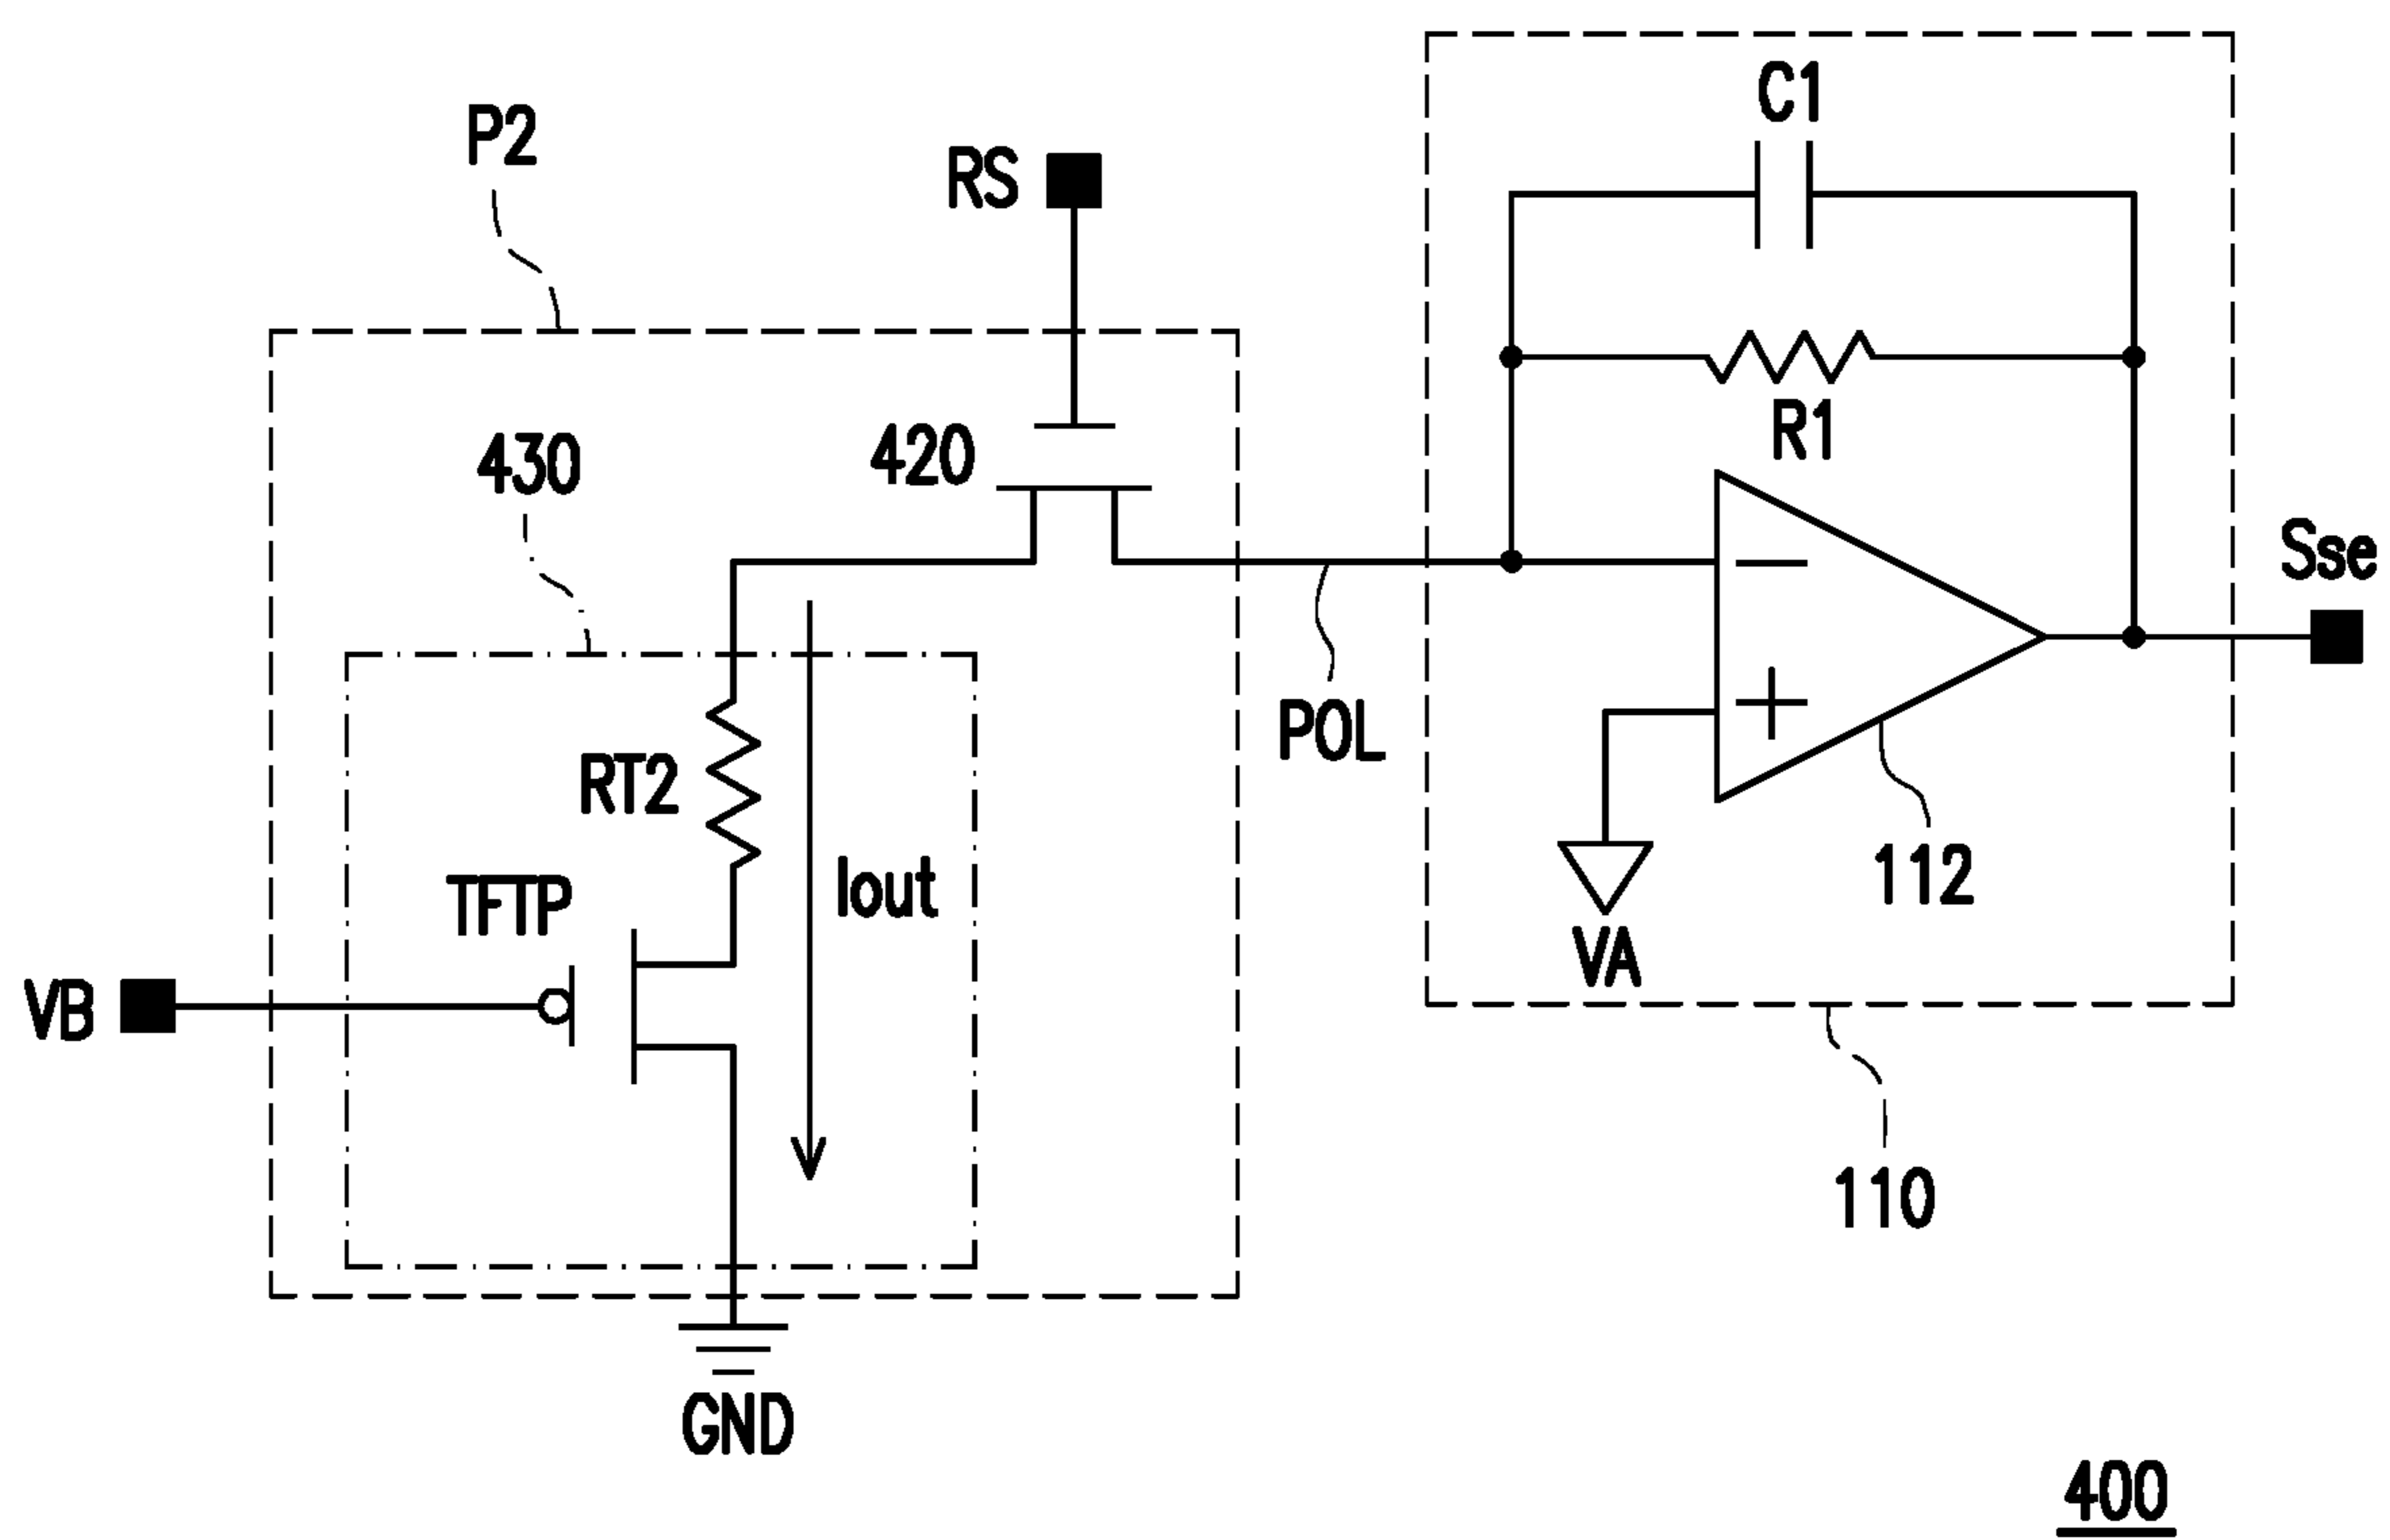 C1
P2
RS
R1
420
430
Sse
POL
RT2
Iout
112
TFTP
VA
VB
110
GND
400